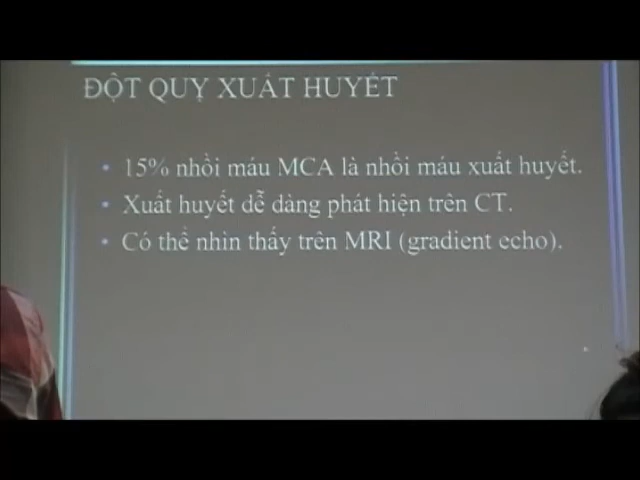 ĐỘT QUỴ XUẤT HUYẾT
• 15% nhồi máu MCA là nhồi máu xuất huyết.
• Xuất huyết dễ dàng phát hiện trên CT.
• Có thể nhìn thấy trên MRI (gradient echo).